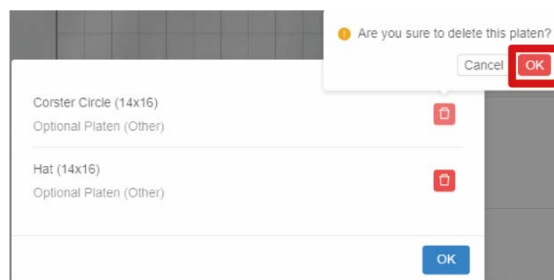 Are you sure to delete this platen?
Cancel OK
Corster Circle (14x16)
Optional Platen (Other)
Hat (14x16)
Optional Platen (Other)
OK